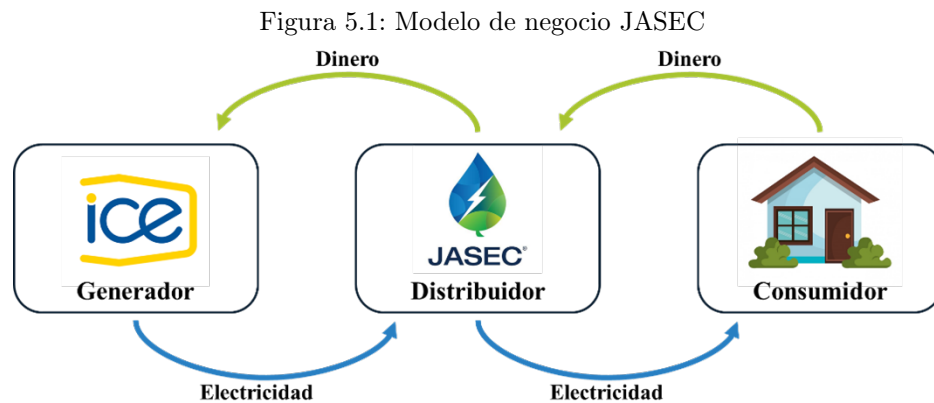 Figura 5.1: Modelo de negocio JASEC
Dinero
Dinero
ice
JASEC®
Generador
Distribuidor
Consumidor
Electricidad
Electricidad